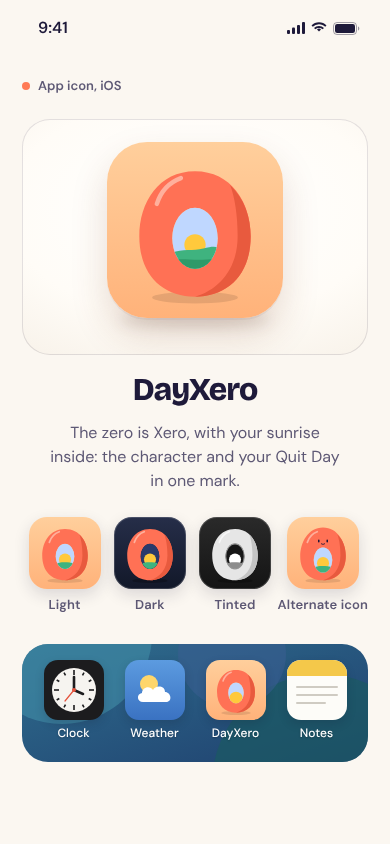 9:41
App icon, iOS
DayXero
The zero is Xero, with your sunrise
inside: the character and your Quit Day
in one mark.
Light
Dark
Tinted
Alternate icon
Clock
Weather
DayXero
Notes